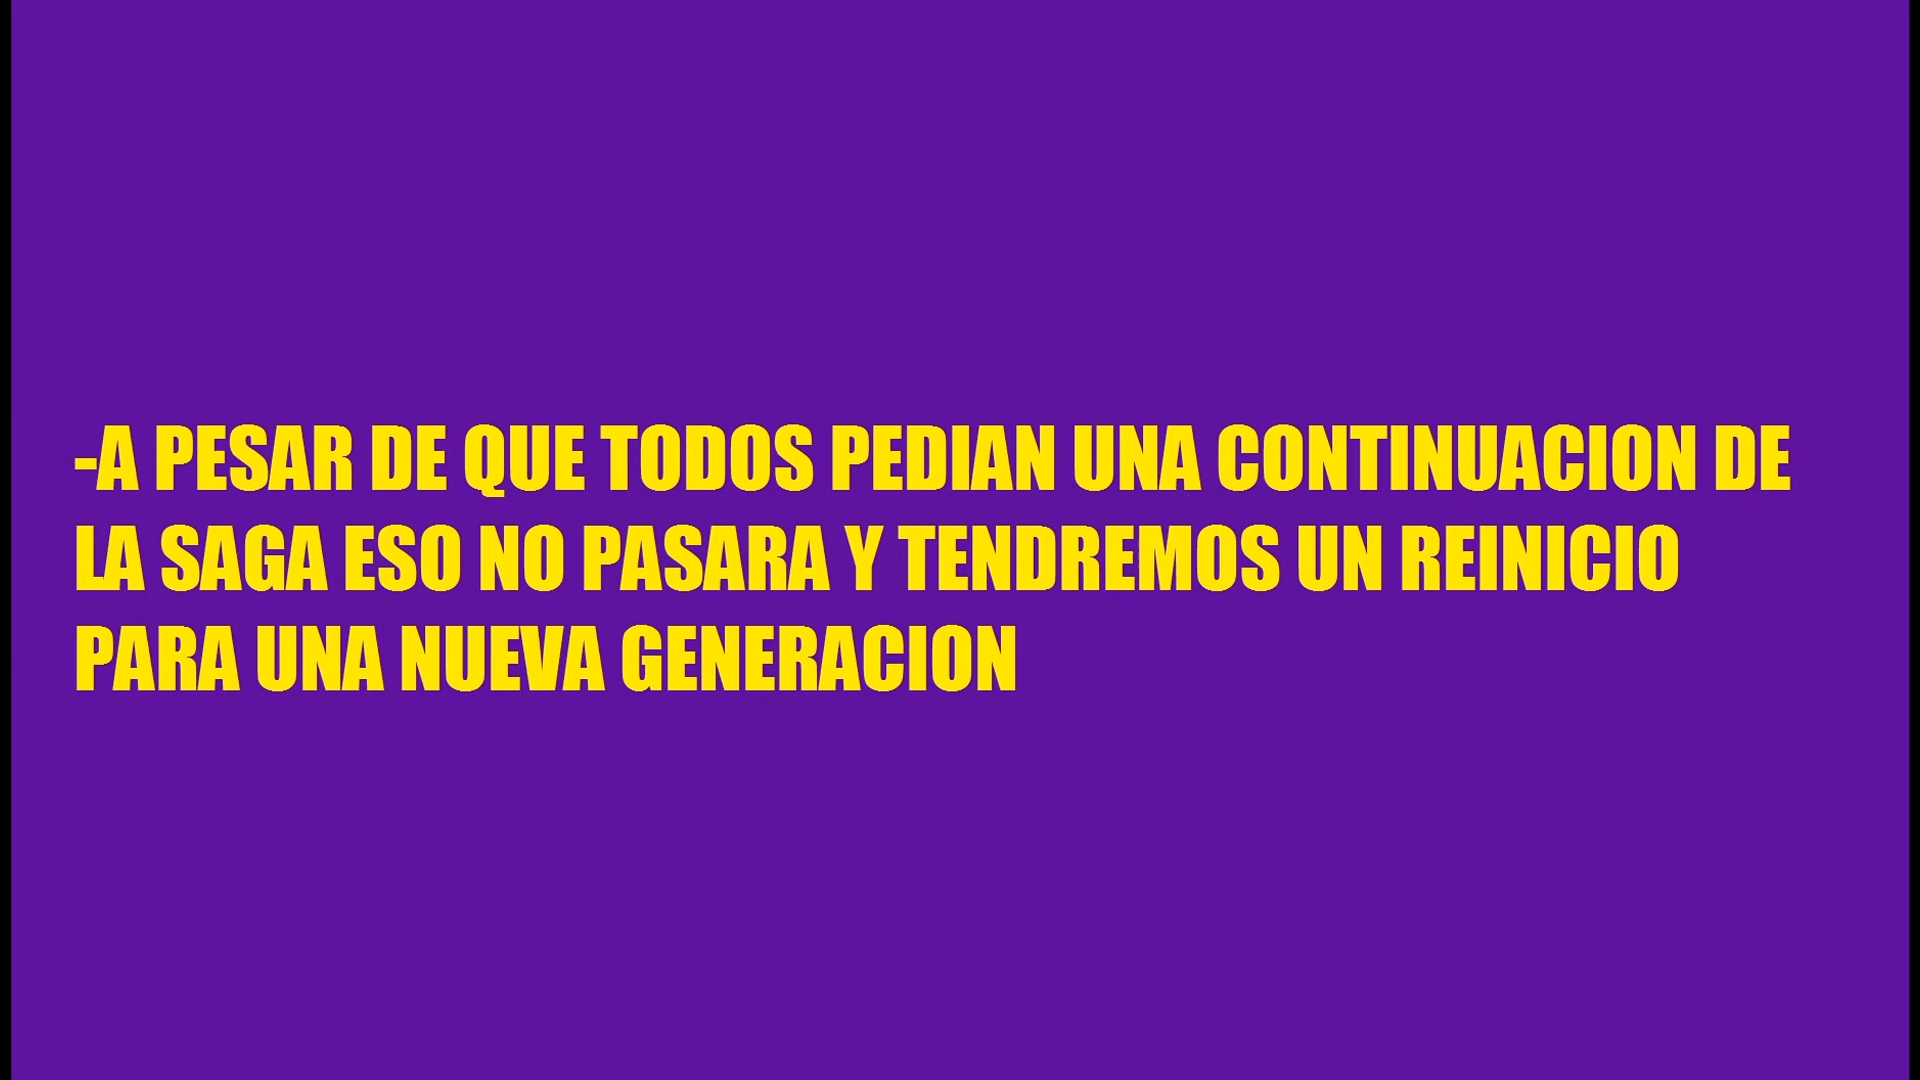 -A PESAR DE QUE TODOS PEDIAN UNA CONTINUACION DE
LA SAGA ESO NO PASARA Y TENDREMOS UN REINICIO
PARA UNA NUEVA GENERACION